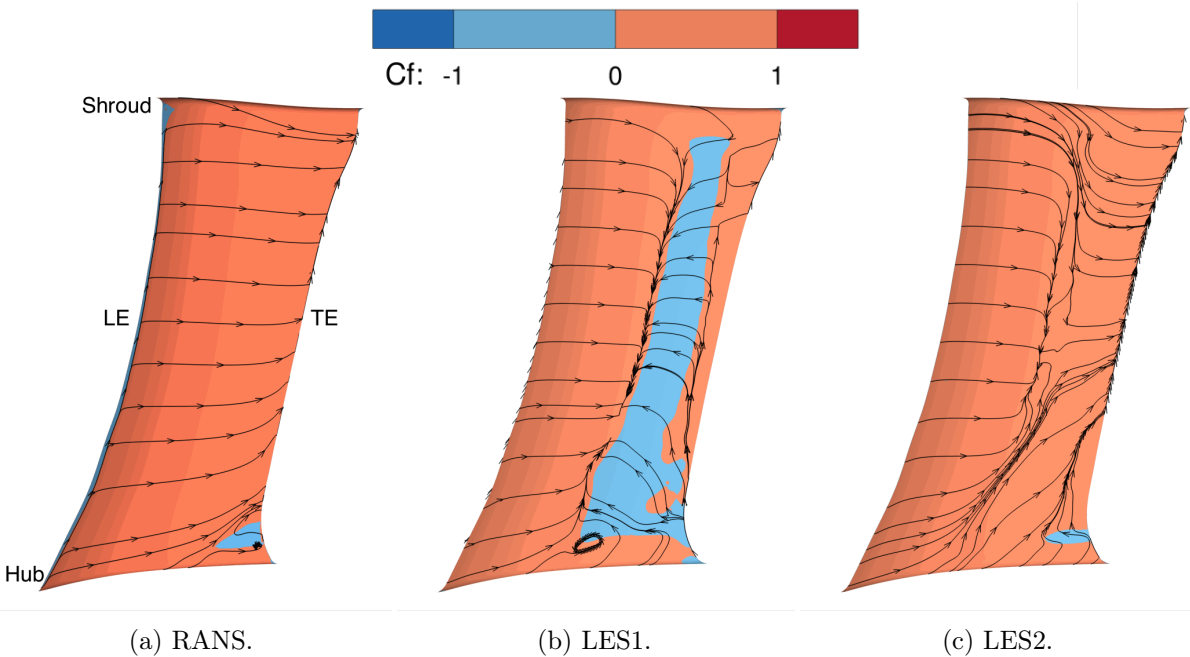 Cf: -1 0 1
Shroud
LE TE
Hub
(a) RANS. (b) LES1. (c) LES2.